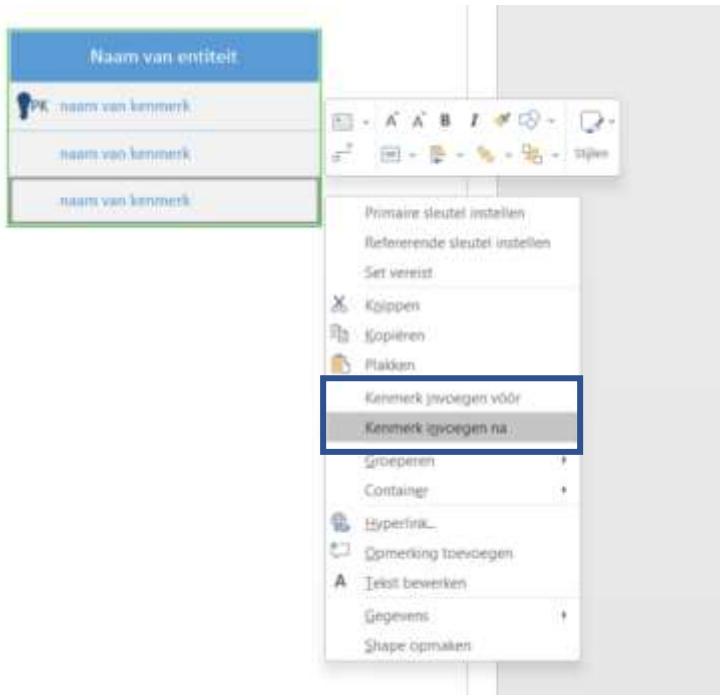 Naam van entiteit
PK naam van kenmerk
naam van kenmerk
naam van kenmerk
A A B I
Stijlen
Primaire sleutel instellen
Refererende sleutel instellen
Set vereist
Knippen
Kopiëren
Plakken
Kenmerk invoegen vóór
Kenmerk invoegen na
Groeperen
Container
Hyperlink...
Opmerking toevoegen
A Tekst bewerken
Gegevens
Shape opmaken